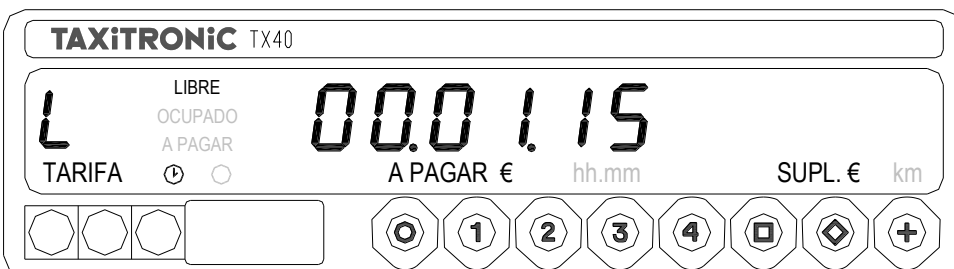 TAXiTRONiC TX40
LIBRE
L 00.01.15
OCUPADO
A PAGAR
TARIFA A PAGAR € hh.mm SUPL. € km
1 2 3 4 +